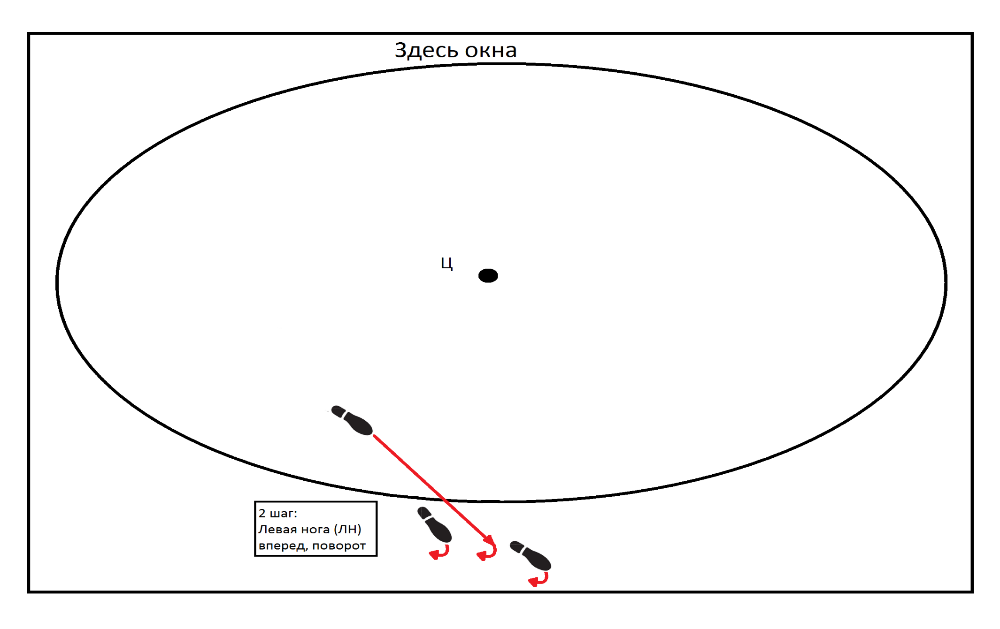 Здесь окна
Ц
2 шаг:
Левая нога (ЛН)
вперед, поворот